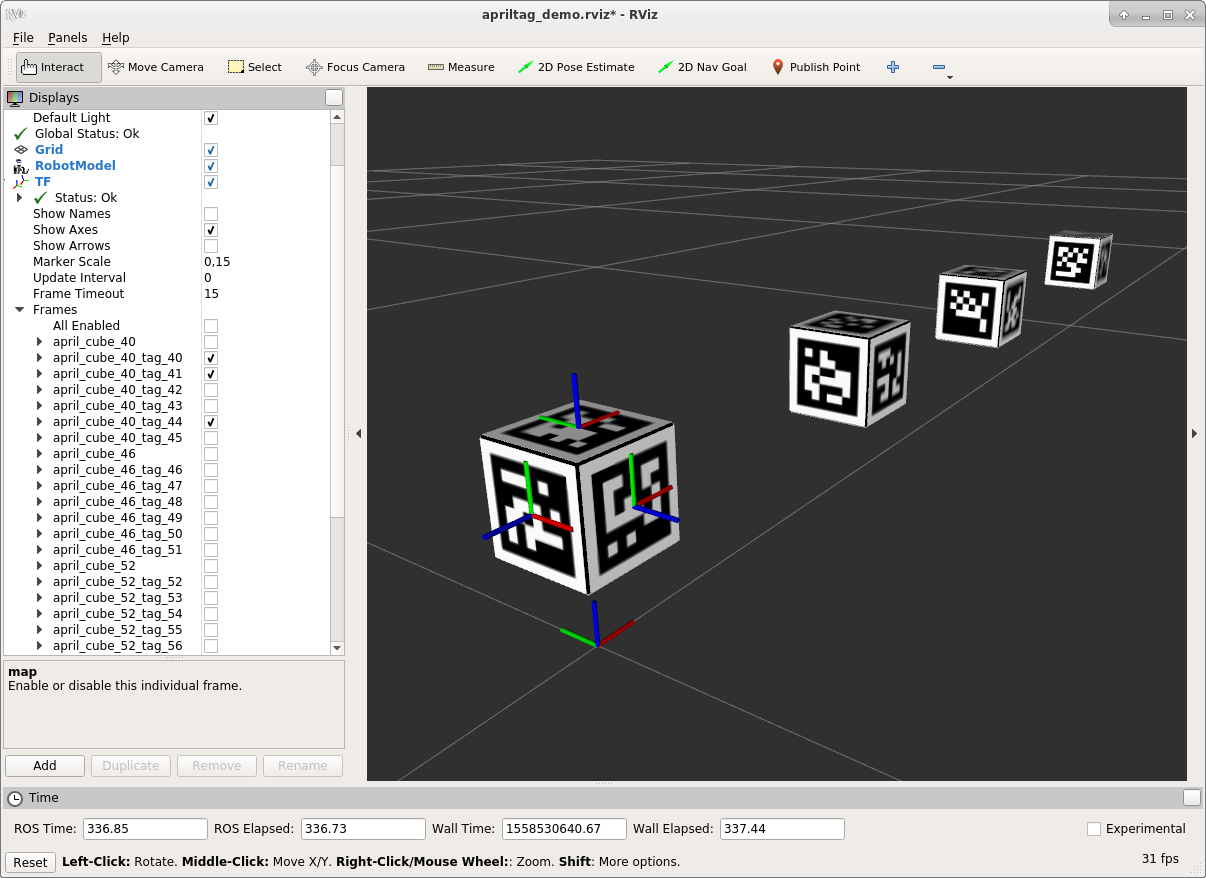 apriltag_demo.rviz* - RViz
File Panels Help
Interact Move Camera Select Focus Camera Measure 2D Pose Estimate 2D Nav Goal Publish Point
Displays
Default Light
Global Status: Ok
Grid
RobotModel
TF
Status: Ok
Show Names
Show Axes
Show Arrows
Marker Scale 0,15
Update Interval 0
Frame Timeout 15
Frames
All Enabled
april_cube_40
april_cube_40_tag_40
april_cube_40_tag_41
april_cube_40_tag_42
april_cube_40_tag_43
april_cube_40_tag_44
april_cube_40_tag_45
april_cube_46
april_cube_46_tag_46
april_cube_46_tag_47
april_cube_46_tag_48
april_cube_46_tag_49
april_cube_46_tag_50
april_cube_46_tag_51
april_cube_52
april_cube_52_tag_52
april_cube_52_tag_53
april_cube_52_tag_54
april_cube_52_tag_55
april_cube_52_tag_56
map
Enable or disable this individual frame.
Add Duplicate Remove Rename
Time
ROS Time: 336.85 ROS Elapsed: 336.73 Wall Time: 1558530640.67 Wall Elapsed: 337.44 Experimental
Reset Left-Click: Rotate. Middle-Click: Move X/Y. Right-Click/Mouse Wheel:: Zoom. Shift: More options. 31 fps